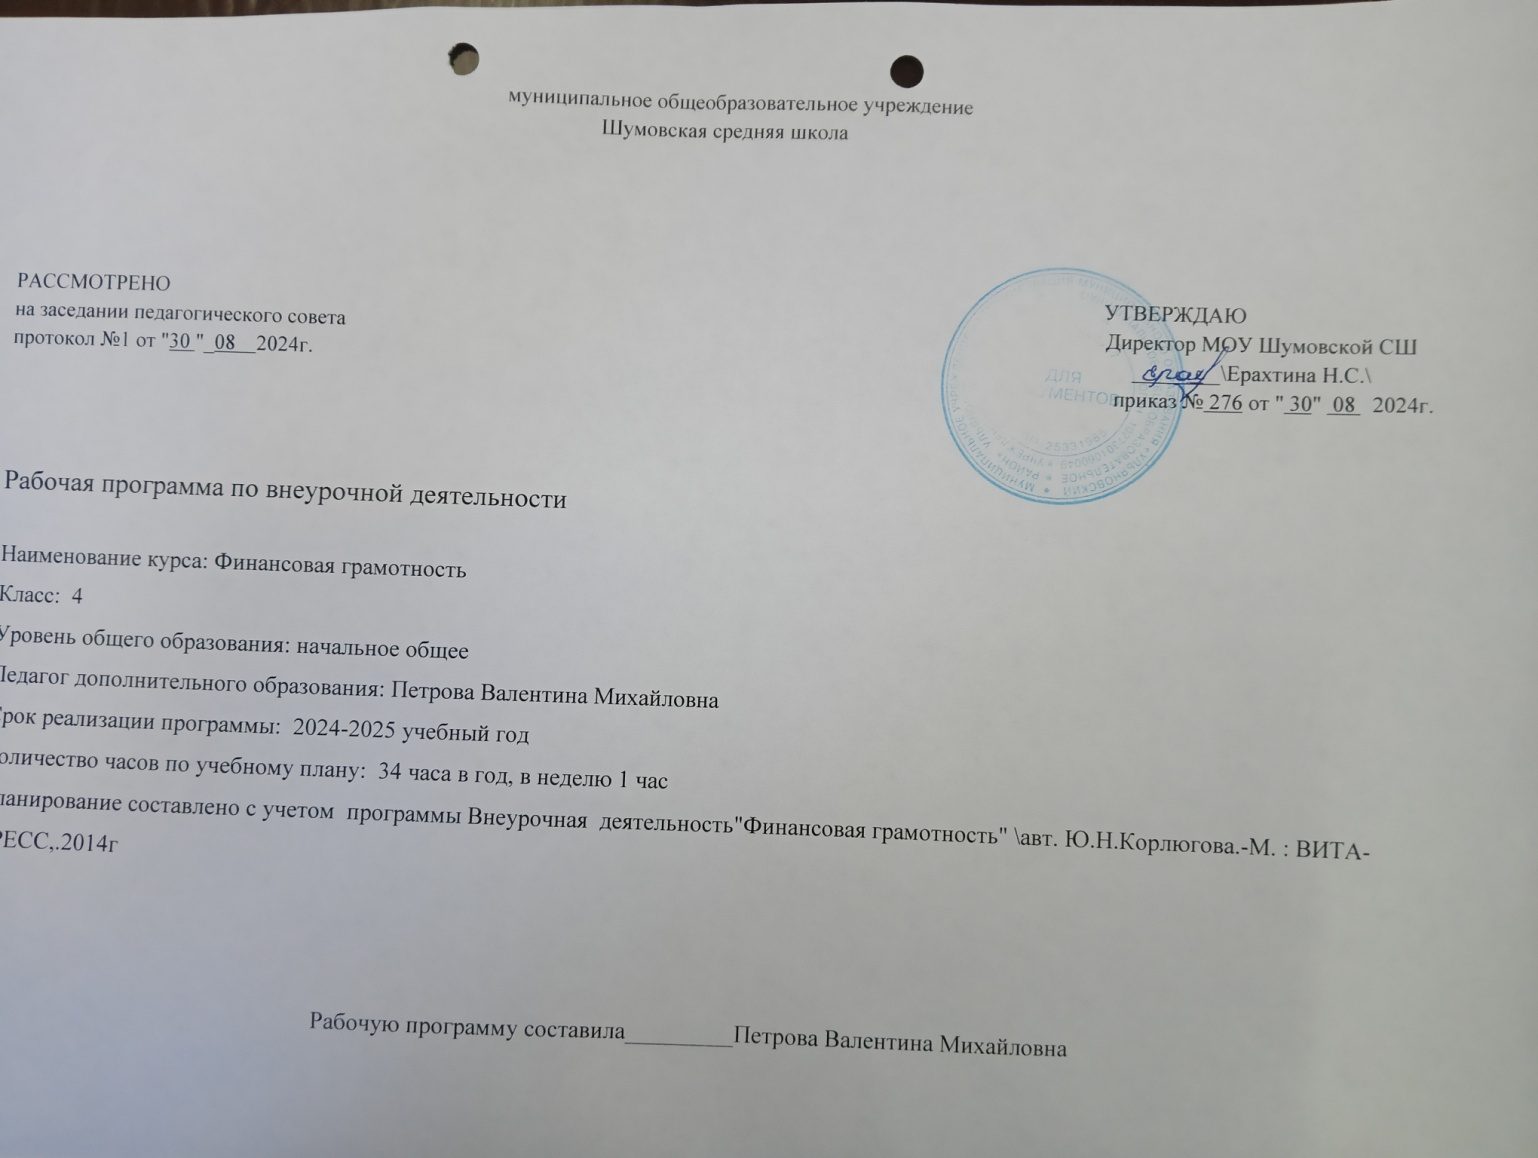 муниципальное общеобразовательное учреждение
Шумовская средняя школа
РАССМОТРЕНО
на заседании педагогического совета
протокол №1 от "30 "_08__2024г.
УТВЕРЖДАЮ
Директор МОУ Шумовской СШ
\Ерахтина Н.С.\
приказ № 276 от " 30" 08 2024г.
ДЛЯ
МЕНТОВ
Рабочая программа по внеурочной деятельности
Наименование курса: Финансовая грамотность
Класс: 4
Уровень общего образования: начальное общее
Педагог дополнительного образования: Петрова Валентина Михайловна
рок реализации программы: 2024-2025 учебный год
оличество часов по учебному плану: 34 часа в год, в неделю 1 час
ланирование составлено с учетом программы Внеурочная деятельность"Финансовая грамотность" \авт. Ю.Н.Корлюгова.-М. : ВИТА-
РЕСС,.2014г
Рабочую программу составила_________Петрова Валентина Михайловна